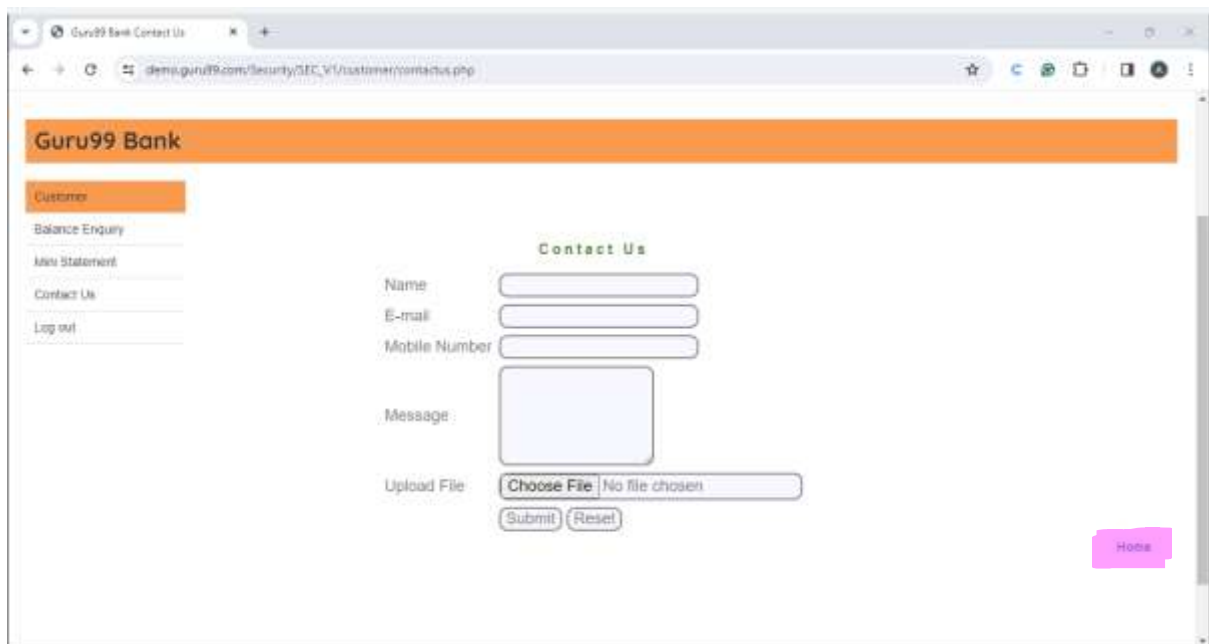 Guru99 Bank Contact Us
demo.guru99.com/Security/SEC_V1/customer/contactus.php
Guru99 Bank
Customer
Balance Enquiry
Mini Statement
Contact Us
Log out
Contact Us
Name
E-mail
Mobile Number
Message
Upload File Choose File No file chosen
Submit Reset
Home